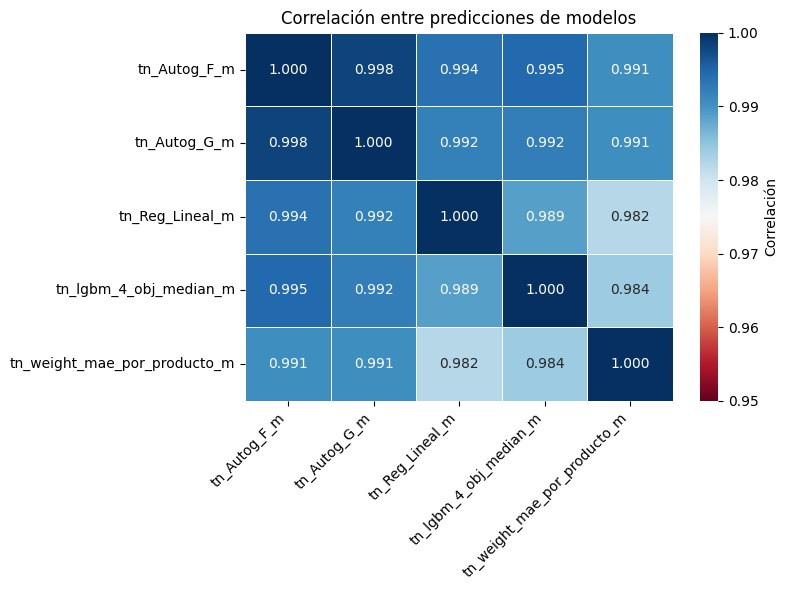 Correlación entre predicciones de modelos
tn_Autog_F_m 1.000 0.998 0.994 0.995 0.991
tn_Autog_G_m 0.998 1.000 0.992 0.992 0.991
tn_Reg_Lineal_m 0.994 0.992 1.000 0.989 0.982
tn_lgbm_4_obj_median_m 0.995 0.992 0.989 1.000 0.984
tn_weight_mae_por_producto_m 0.991 0.991 0.982 0.984 1.000
tn_Autog_F_m
tn_Autog_G_m
tn_Reg_Lineal_m
tn_lgbm_4_obj_median_m
tn_weight_mae_por_producto_m
1.00
0.99
0.98
0.97
0.96
0.95
Correlación